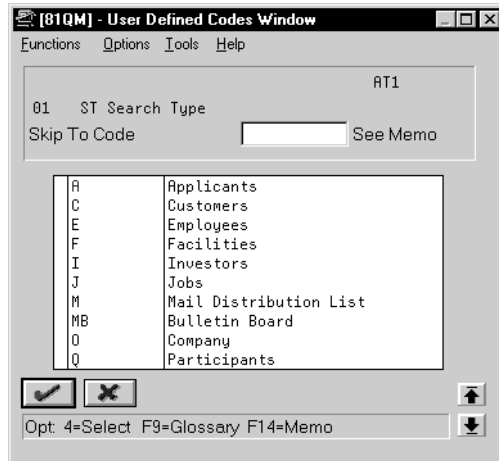 [81QM] - User Defined Codes Window
Functions Options Tools Help
AT1
01 ST Search Type
Skip To Code See Memo
A Applicants
C Customers
E Employees
F Facilities
I Investors
J Jobs
M Mail Distribution List
MB Bulletin Board
O Company
Q Participants
Opt: 4=Select F9=Glossary F14=Memo